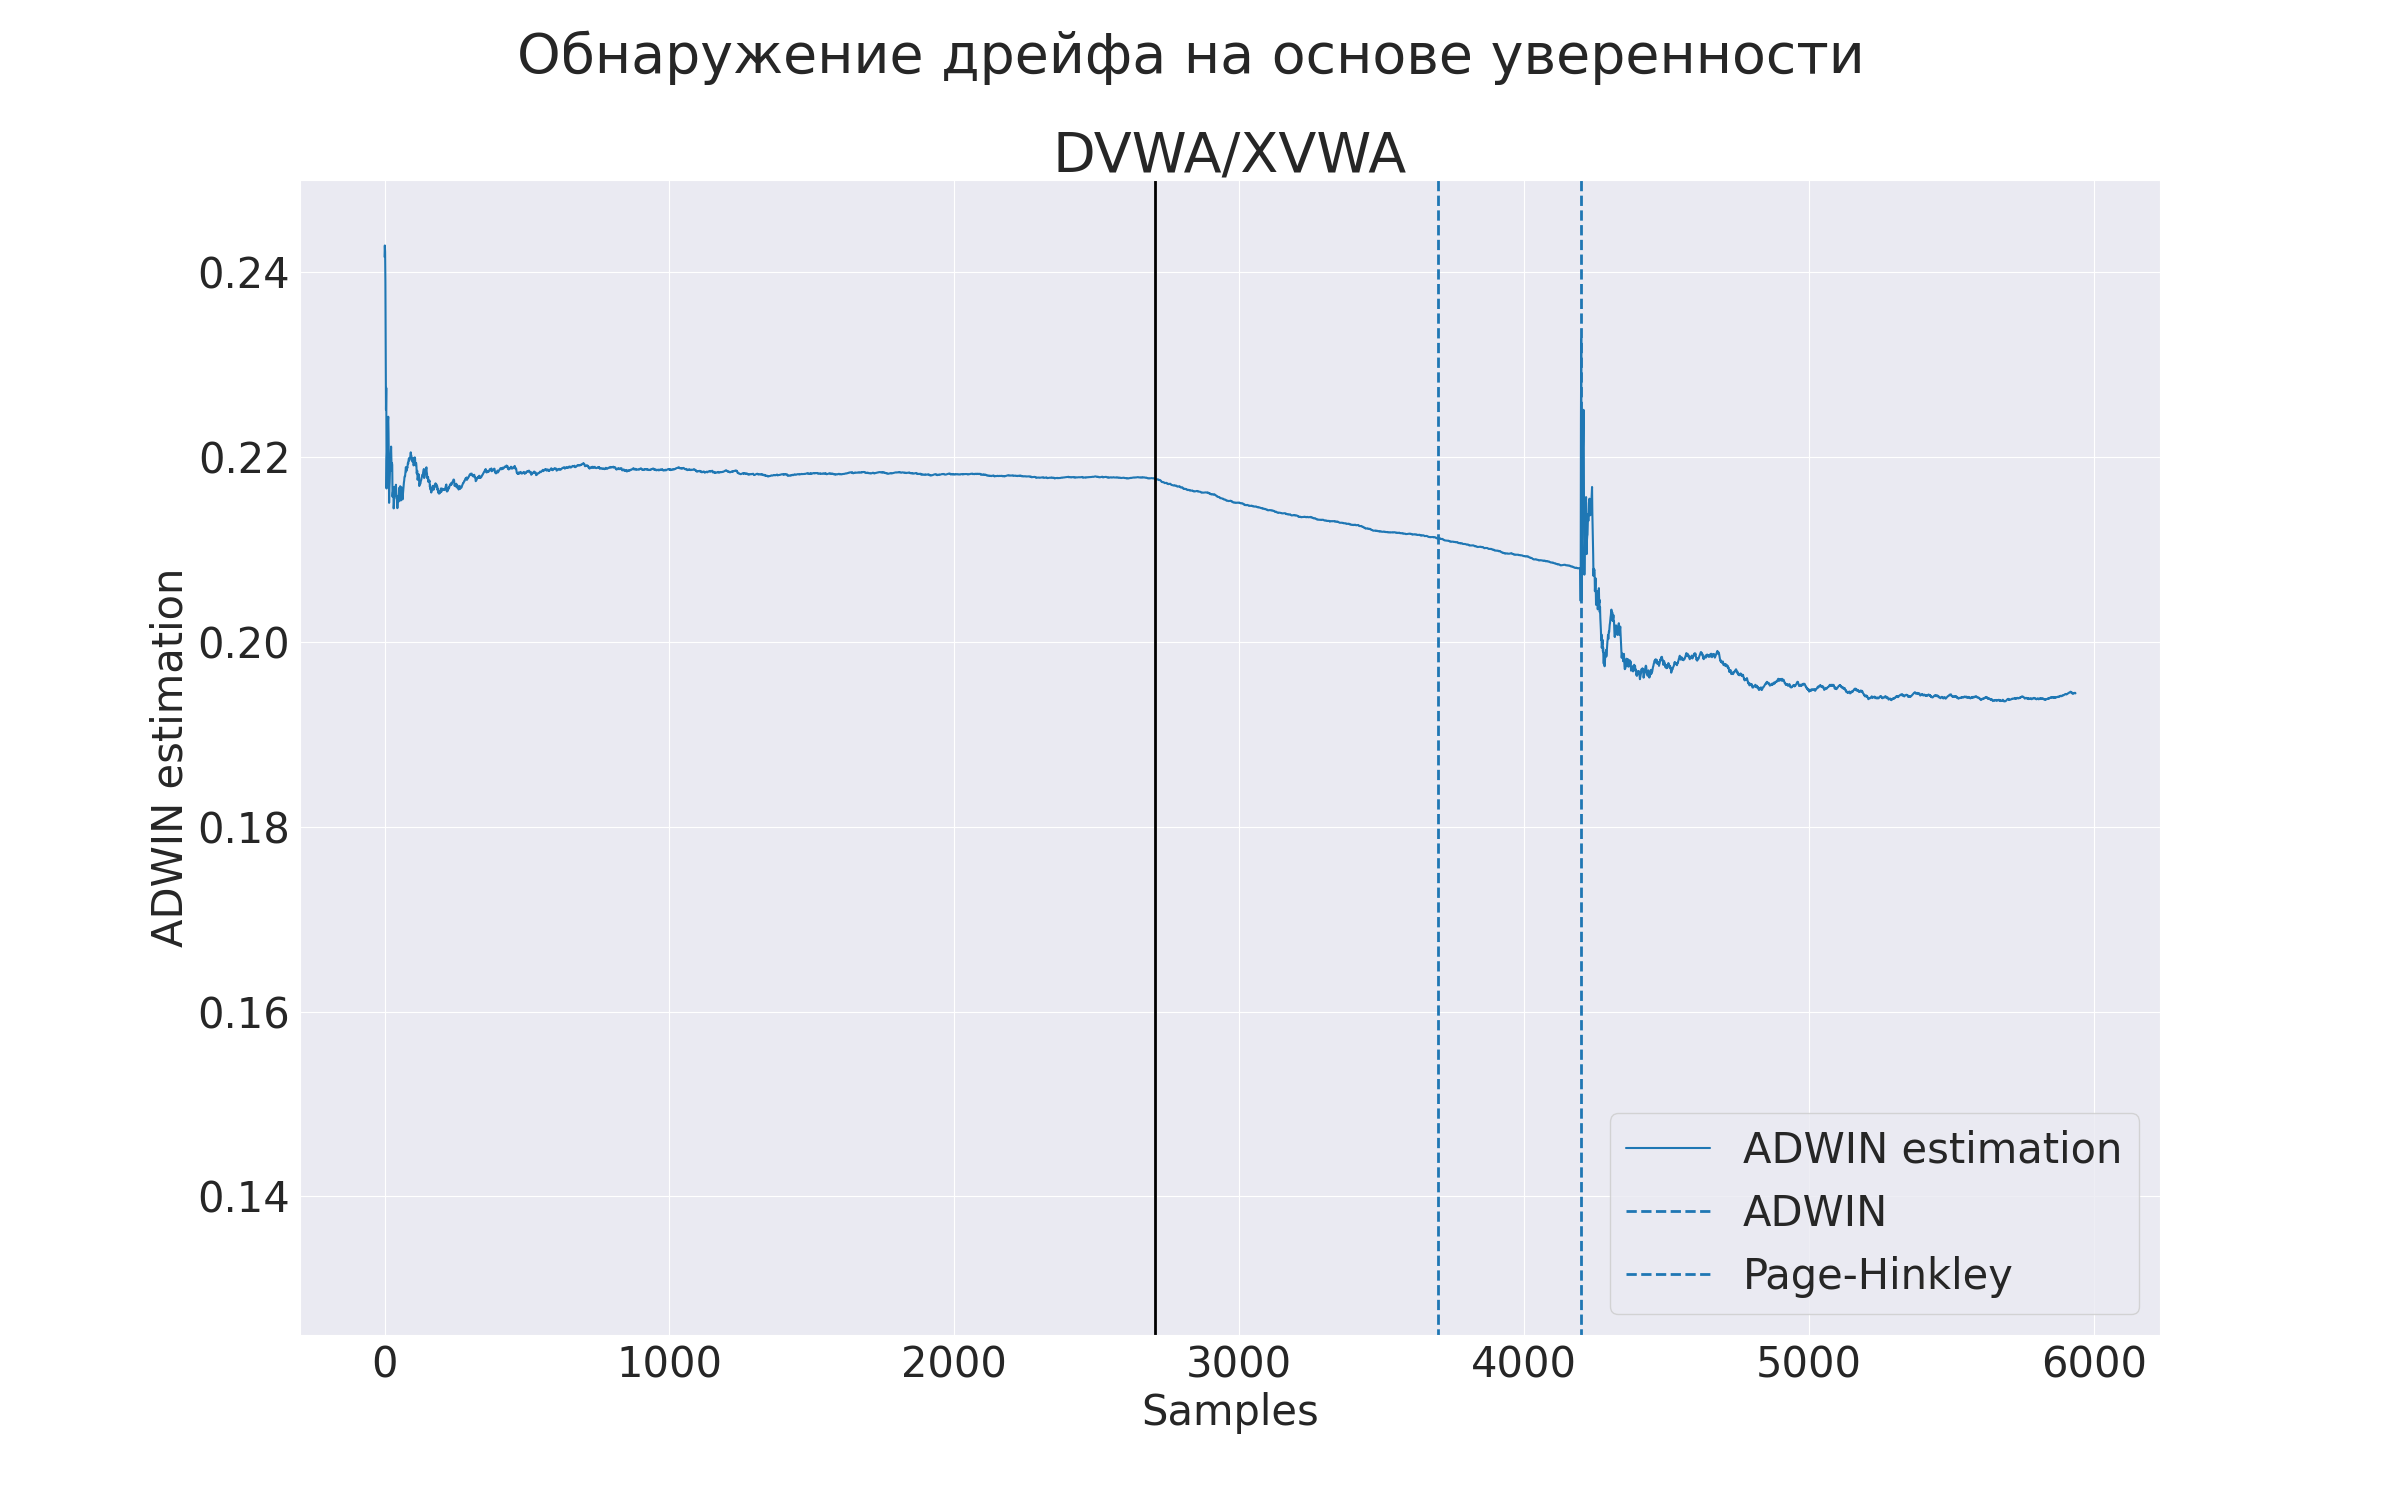 Обнаружение дрейфа на основе уверенности
DVWA/XVWA
ADWIN estimation
0.24
0.22
0.20
0.18
0.16
0.14
0 1000 2000 3000 4000 5000 6000
Samples
ADWIN estimation
ADWIN
Page-Hinkley